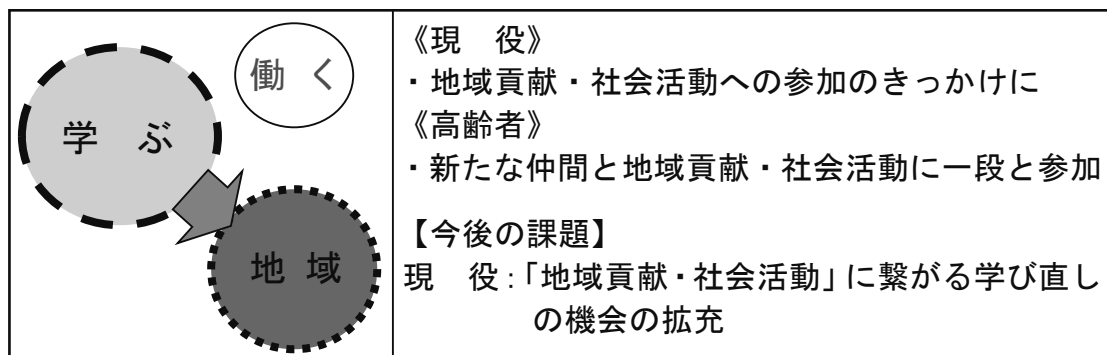 働 く
学 ぶ
地 域
《現　役》
・地域貢献・社会活動への参加のきっかけに
《高齢者》
・新たな仲間と地域貢献・社会活動に一段と参加
【今後の課題】
現　役：「地域貢献・社会活動」に繋がる学び直し
の機会の拡充